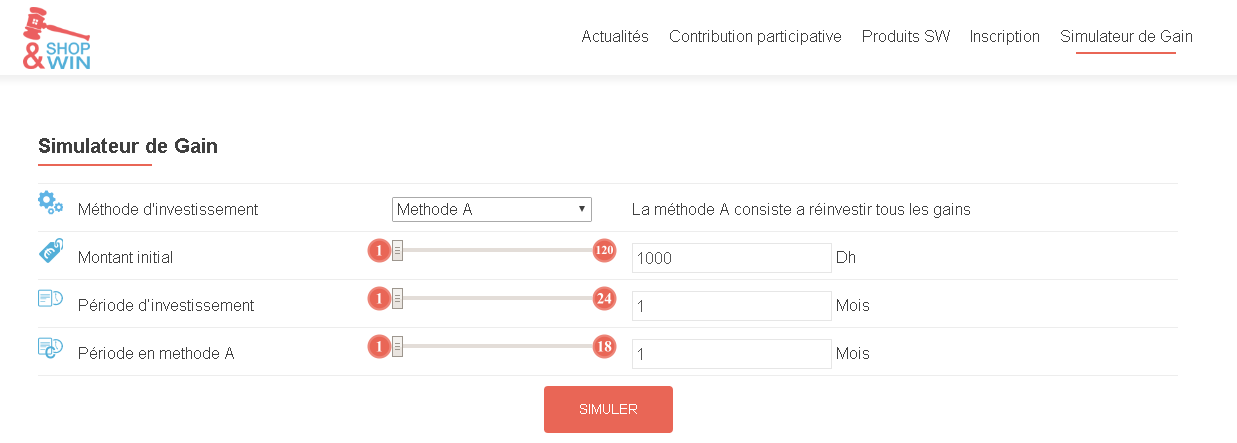 & SHOP
WIN
Actualités Contribution participative Produits SW Inscription Simulateur de Gain
Simulateur de Gain
Méthode d'investissement Methode A La méthode A consiste a réinvestir tous les gains
Montant initial 1 120 1000 Dh
Période d'investissement 1 24 1 Mois
Période en methode A 1 18 1 Mois
SIMULER